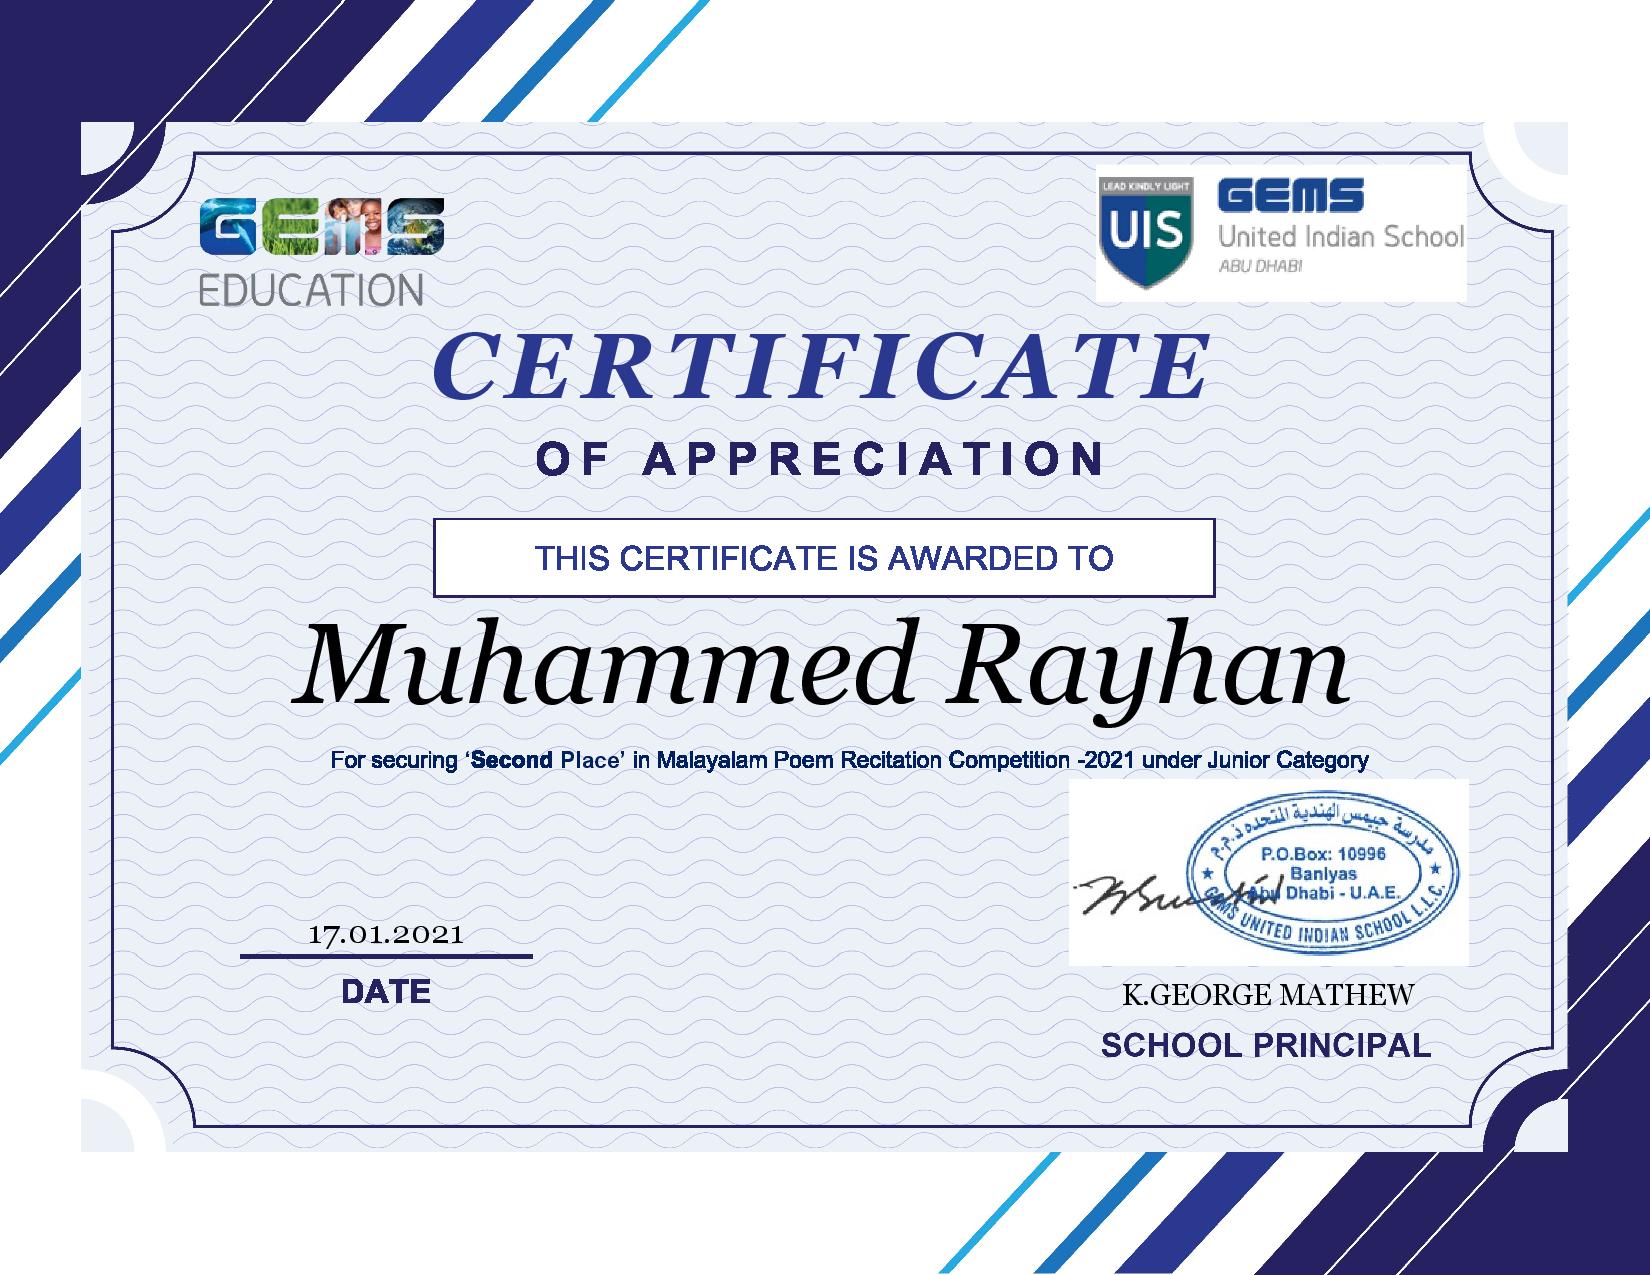 GEMS
EDUCATION
LEAD KINDLY LIGHT
UIS
GEMS
United Indian School
ABU DHABI
CERTIFICATE
OF APPRECIATION
THIS CERTIFICATE IS AWARDED TO
Muhammed Rayhan
For securing ‘Second Place’ in Malayalam Poem Recitation Competition -2021 under Junior Category
مدرسة جيمس الهندية المتحده ذ.م.م
P.O.Box: 10996
Baniyas
Abu Dhabi - U.A.E.
GEMS UNITED INDIAN SCHOOL L.L.C.
17.01.2021
DATE
K.GEORGE MATHEW
SCHOOL PRINCIPAL